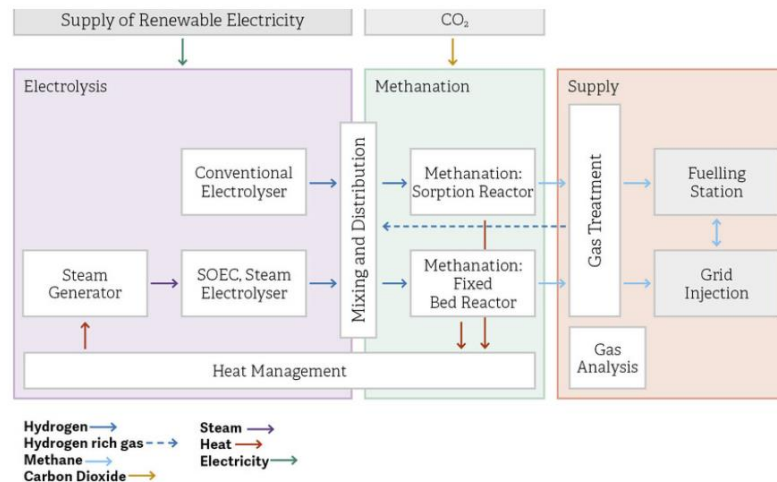 Supply of Renewable Electricity
CO₂
Electrolysis
Methanation
Supply
Conventional
Electrolyser
Mixing and Distribution
Methanation:
Sorption Reactor
Gas Treatment
Fuelling
Station
Steam
Generator
SOEC, Steam
Electrolyser
Methanation:
Fixed
Bed Reactor
Grid
Injection
Heat Management
Gas
Analysis
Hydrogen
Hydrogen rich gas
Methane
Carbon Dioxide
Steam
Heat
Electricity